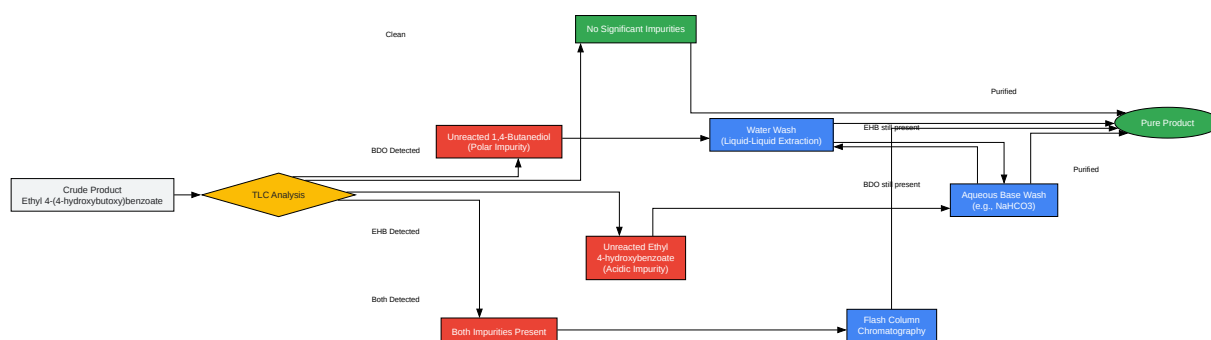 No Significant Impurities
Clean
Purified
Unreacted 1,4-Butanediol
(Polar Impurity)
Water Wash
(Liquid-Liquid Extraction)
EHB still present
Pure Product
BDO Detected
Purified
Crude Product
Ethyl 4-(4-hydroxybutoxy)benzoate
TLC Analysis
BDO still present
Aqueous Base Wash
(e.g., NaHCO3)
EHB Detected
Unreacted Ethyl
4-hydroxybenzoate
(Acidic Impurity)
Both Detected
Both Impurities Present
Flash Column
Chromatography